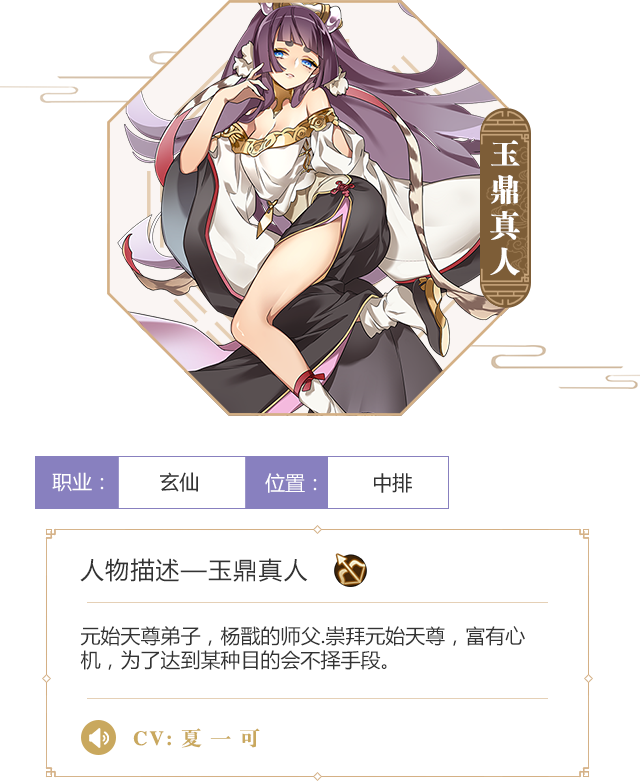 玉鼎真人
职业：
玄仙
位置：
中排
人物描述—玉鼎真人
元始天尊弟子，杨戬的师父.崇拜元始天尊，富有心
机，为了达到某种目的会不择手段。
CV: 夏一可